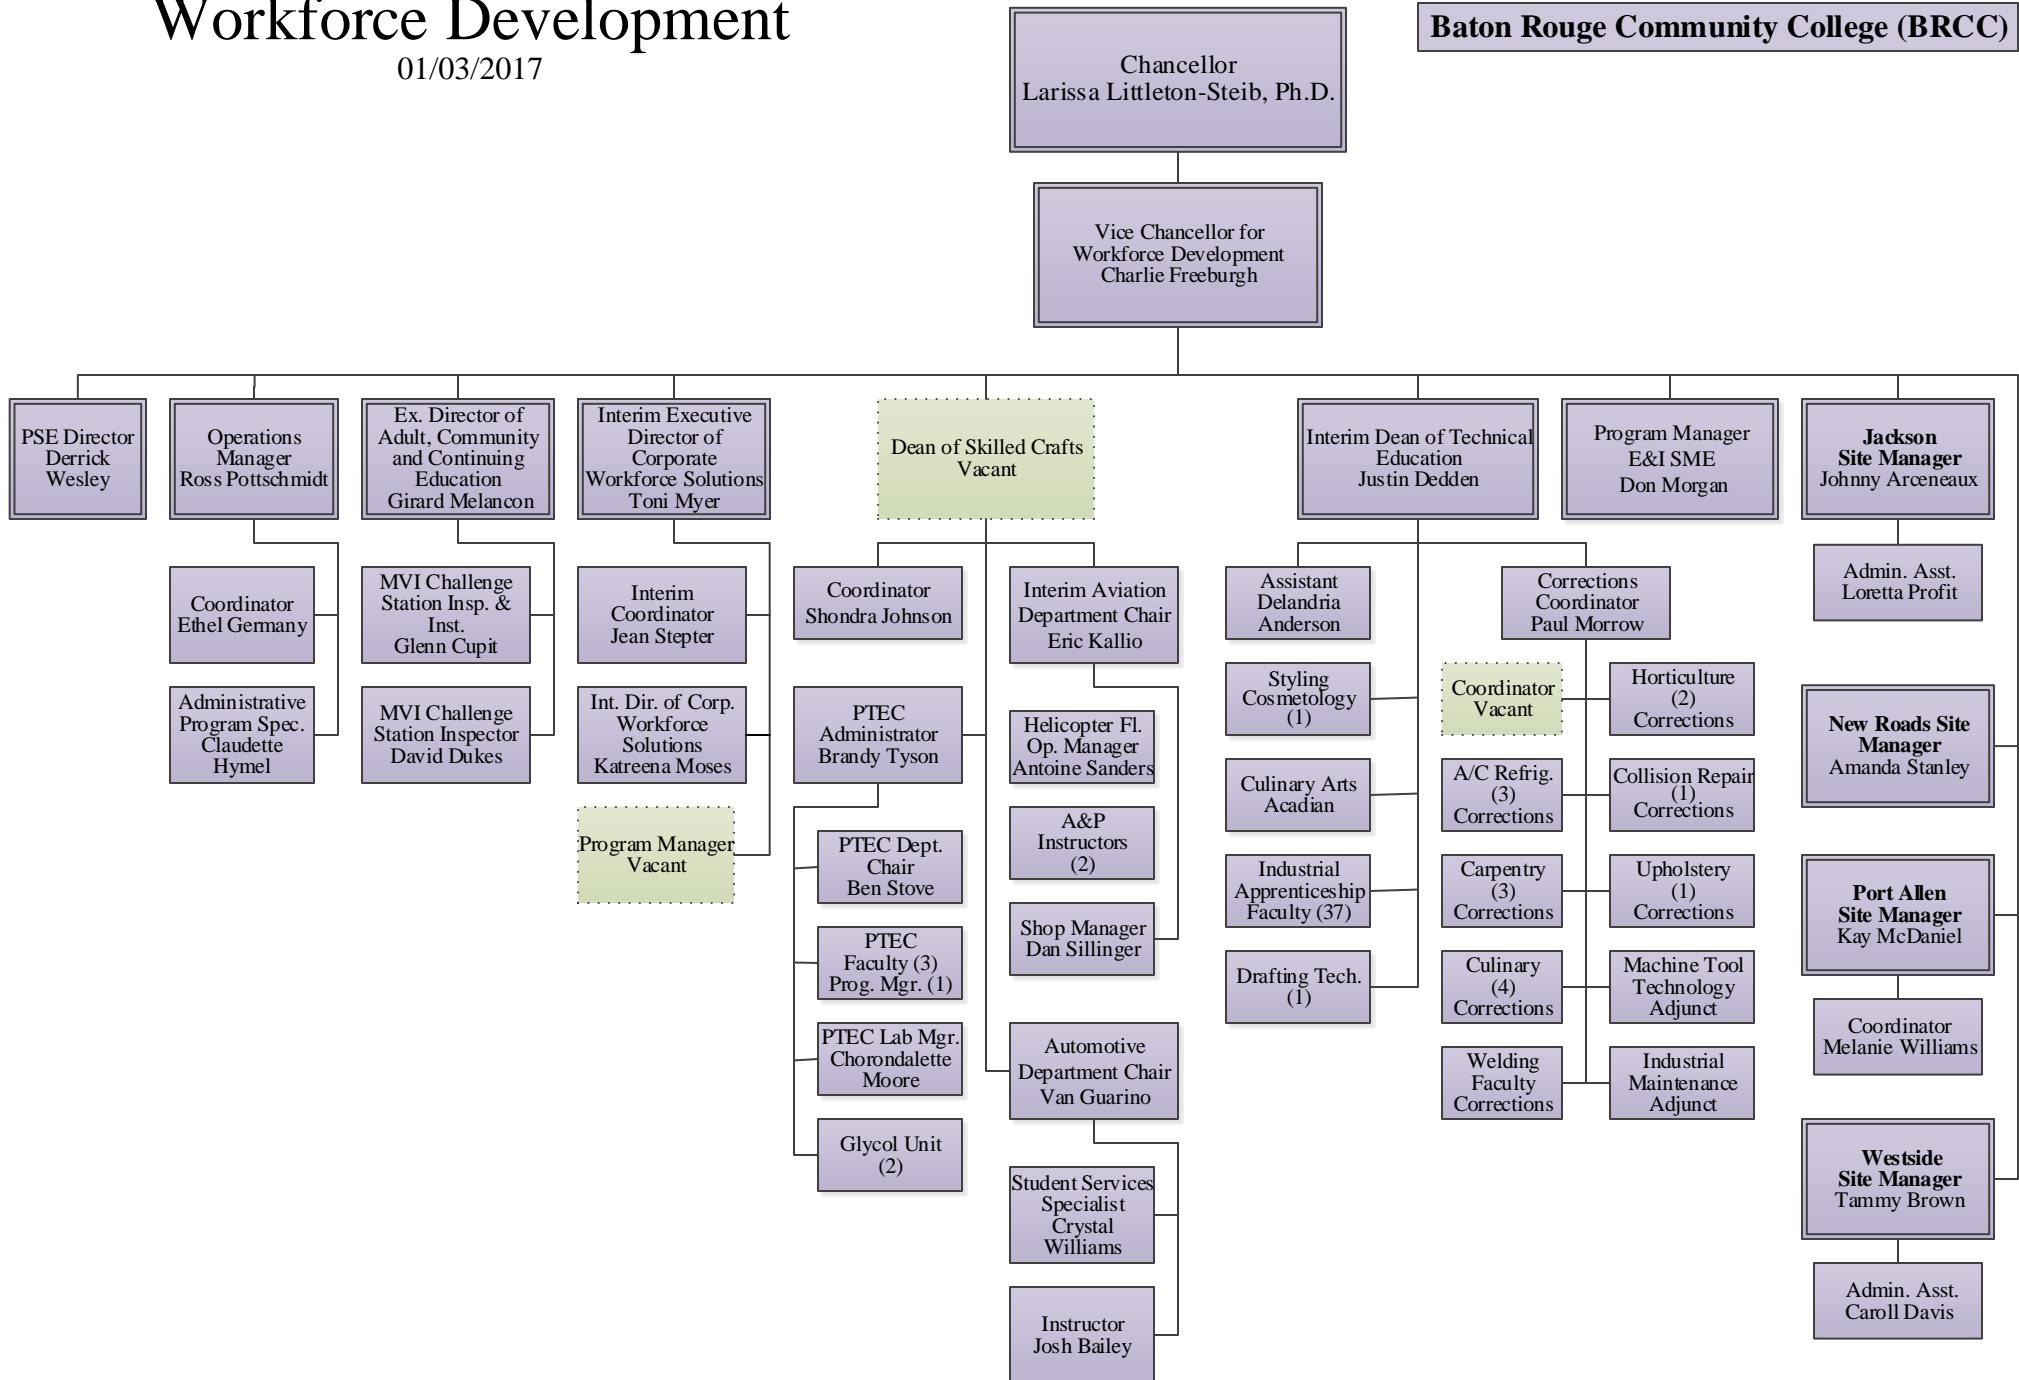 Workforce Development
01/03/2017
Baton Rouge Community College (BRCC)
Chancellor
Larissa Littleton-Steib, Ph.D.
Vice Chancellor for
Workforce Development
Charlie Freeburgh
PSE Director
Derrick
Wesley
Operations
Manager
Ross Pottschmidt
Ex. Director of
Adult, Community
and Continuing
Education
Girard Melancon
Interim Executive
Director of
Corporate
Workforce Solutions
Toni Myer
Dean of Skilled Crafts
Vacant
Interim Dean of Technical
Education
Justin Dedden
Program Manager
E&I SME
Don Morgan
Jackson
Site Manager
Johnny Arceneaux
Coordinator
Ethel Germany
Administrative
Program Spec.
Claudette
Hymel
MVI Challenge
Station Insp. &
Inst.
Glenn Cupit
MVI Challenge
Station Inspector
David Dukes
Interim
Coordinator
Jean Stepter
Int. Dir. of Corp.
Workforce
Solutions
Katreena Moses
Program Manager
Vacant
Coordinator
Shondra Johnson
PTEC
Administrator
Brandy Tyson
PTEC Dept.
Chair
Ben Stove
PTEC
Faculty (3)
Prog. Mgr. (1)
PTEC Lab Mgr.
Chorondalette
Moore
Glycol Unit
(2)
Interim Aviation
Department Chair
Eric Kallio
Helicopter Fl.
Op. Manager
Antoine Sanders
A&P
Instructors
(2)
Shop Manager
Dan Sillinger
Automotive
Department Chair
Van Guarino
Student Services
Specialist
Crystal
Williams
Instructor
Josh Bailey
Assistant
Delandria
Anderson
Styling
Cosmetology
(1)
Culinary Arts
Acadian
Industrial
Apprenticeship
Faculty (37)
Drafting Tech.
(1)
Corrections
Coordinator
Paul Morrow
Coordinator
Vacant
Horticulture
(2)
Corrections
A/C Refrig.
(3)
Corrections
Collision Repair
(1)
Corrections
Carpentry
(3)
Corrections
Upholstery
(1)
Corrections
Culinary
(4)
Corrections
Machine Tool
Technology
Adjunct
Welding
Faculty
Corrections
Industrial
Maintenance
Adjunct
Admin. Asst.
Loretta Profit
New Roads Site
Manager
Amanda Stanley
Port Allen
Site Manager
Kay McDaniel
Coordinator
Melanie Williams
Westside
Site Manager
Tammy Brown
Admin. Asst.
Caroll Davis